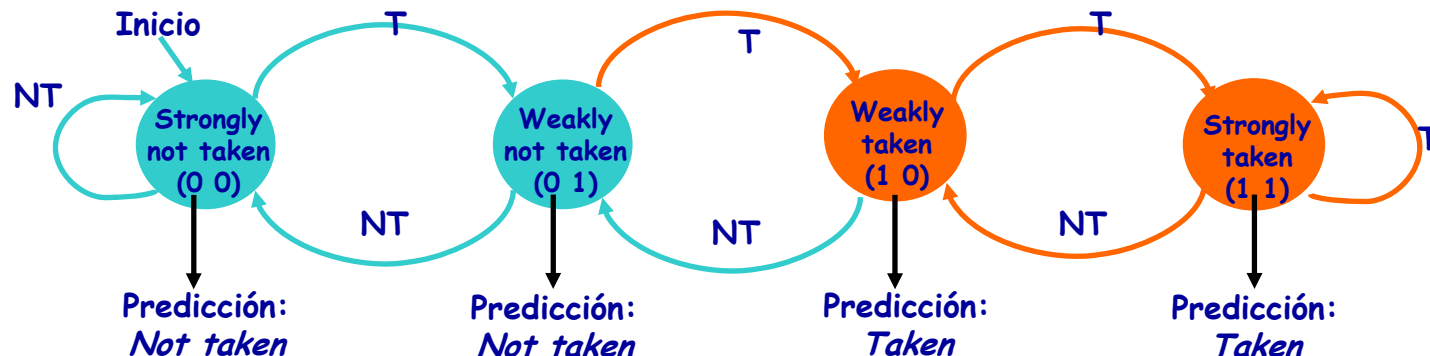 Inicio
T
T
T
NT
Strongly
not taken
(0 0)
Weakly
not taken
(0 1)
Weakly
taken
(1 0)
Strongly
taken
(1 1)
T
NT
NT
NT
Predicción:
Not taken
Predicción:
Not taken
Predicción:
Taken
Predicción:
Taken